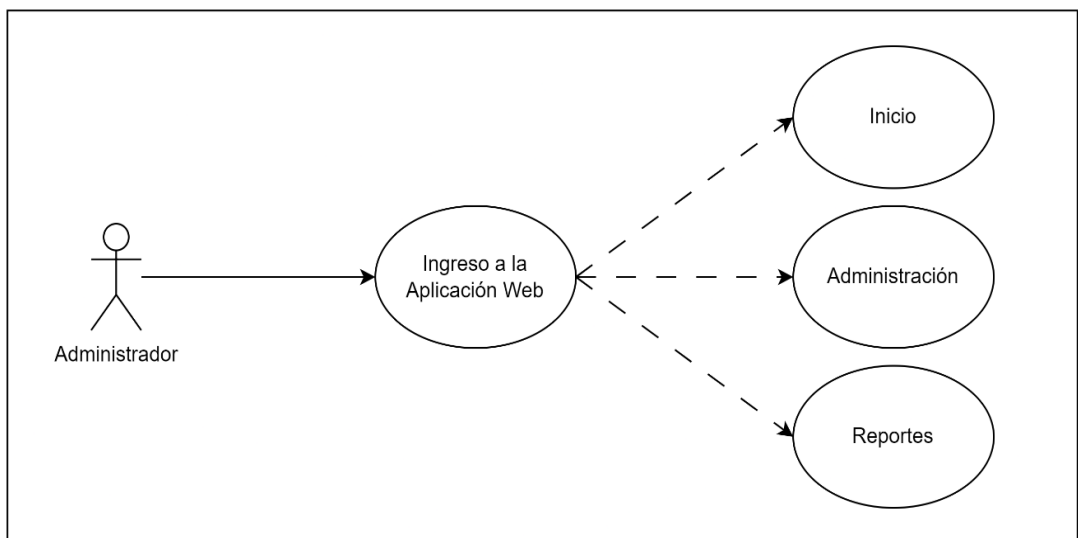 Inicio
Ingreso a la
Aplicación Web
Administración
Administrador
Reportes